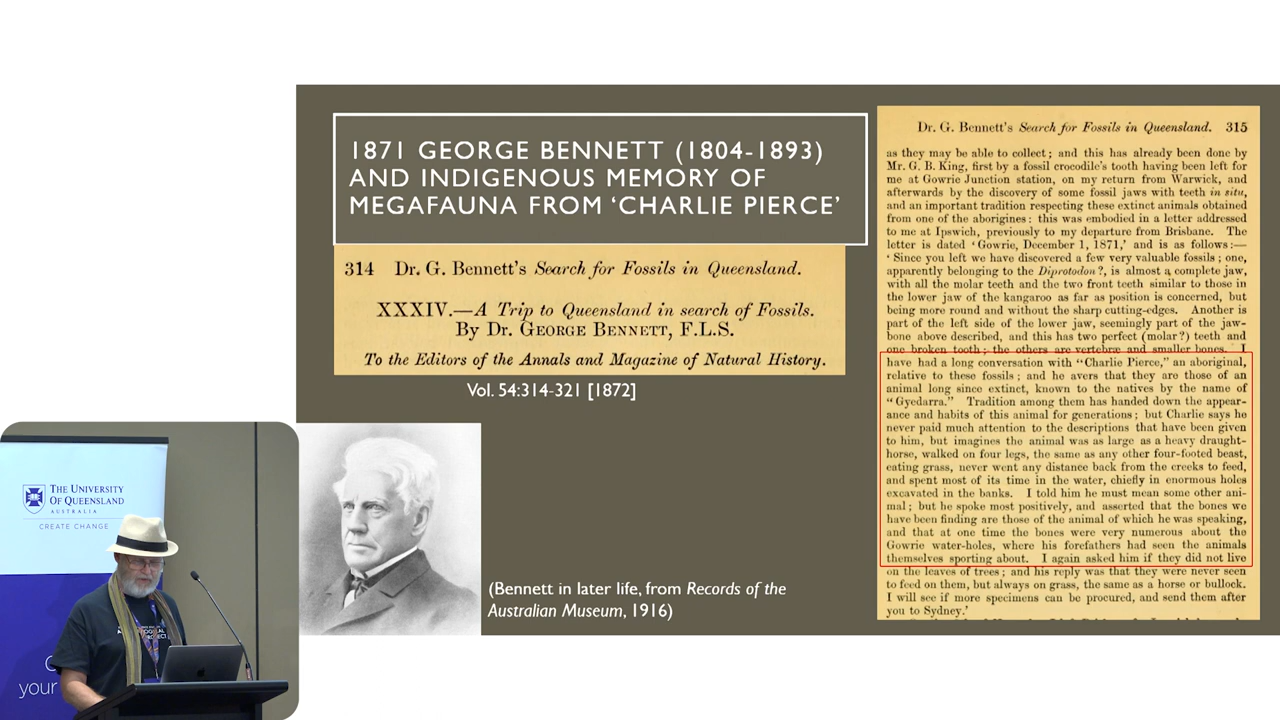 1871 GEORGE BENNETT (1804-1893)
AND INDIGENOUS MEMORY OF
MEGAFAUNA FROM ‘CHARLIE PIERCE’
314 Dr. G. Bennett's Search for Fossils in Queensland.
XXXIV.—A Trip to Queensland in search of Fossils.
By Dr. GEORGE BENNETT, F.L.S.
To the Editors of the Annals and Magazine of Natural History.
Vol. 54:314-321 [1872]
(Bennett in later life, from Records of the
Australian Museum, 1916)
Dr. G. Bennett's Search for Fossils in Queensland. 315
as they may be able to collect; and this has already been done by
Mr. G. B. King, first by a fossil crocodile's tooth having been left for
me at Gowrie Junction station, on my return from Warwick, and
afterwards by the discovery of some fossil jaws with teeth in situ,
and an important tradition respecting these extinct animals obtained
from one of the aborigines: this was embodied in a letter addressed
to me at Ipswich, previously to my departure from Brisbane. The
letter is dated ‘Gowrie, December 1, 1871,’ and is as follows:—
‘Since you left we have discovered a few very valuable fossils; one,
apparently belonging to the Diprotodon?, is almost a complete jaw,
with all the molar teeth and the two front teeth similar to those in
the lower jaw of the kangaroo as far as position is concerned, but
being more round and without the sharp cutting-edges. Another is
part of the left side of the lower jaw, seemingly part of the jaw-
bone above described, and this has two perfect (molar?) teeth and
one broken tooth; the others are vertebræ and smaller bones. I
have had a long conversation with “Charlie Pierce,” an aboriginal,
relative to these fossils; and he avers that they are those of an
animal long since extinct, known to the natives by the name of
“Gyedarra.” Tradition among them has handed down the appear-
ance and habits of this animal for generations; but Charlie says he
never paid much attention to the descriptions that have been given
to him, but imagines the animal was as large as a heavy draught-
horse, walked on four legs, the same as any other four-footed beast,
eating grass, never went any distance back from the creeks to feed,
and spent most of its time in the water, chiefly in enormous holes
excavated in the banks. I told him he must mean some other ani-
mal; but he spoke most positively, and asserted that the bones we
have been finding are those of the animal of which he was speaking,
and that at one time the bones were very numerous about the
Gowrie water-holes, where his forefathers had seen the animals
themselves sporting about. I again asked him if they did not live
on the leaves of trees; and his reply was that they were never seen
to feed on them, but always on grass, the same as a horse or bullock.
I will see if more specimens can be procured, and send them after
you to Sydney.’
THE UNIVERSITY
OF QUEENSLAND
AUSTRALIA
CREATE CHANGE
your